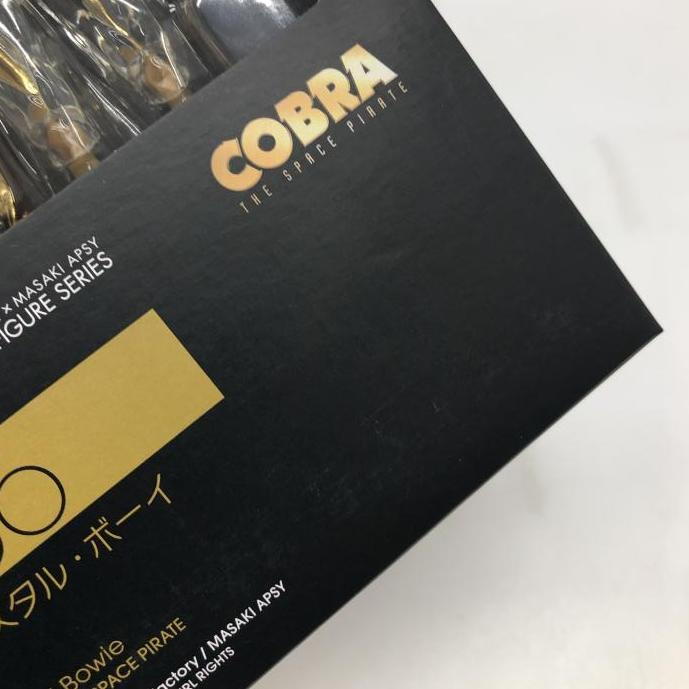 COBRA
THE SPACE PIRATE
× MASAKI APSY
FIGURE SERIES
スタル・ボーイ
Bowie
SPACE PIRATE
actory / MASAKI APSY
RIGHTS